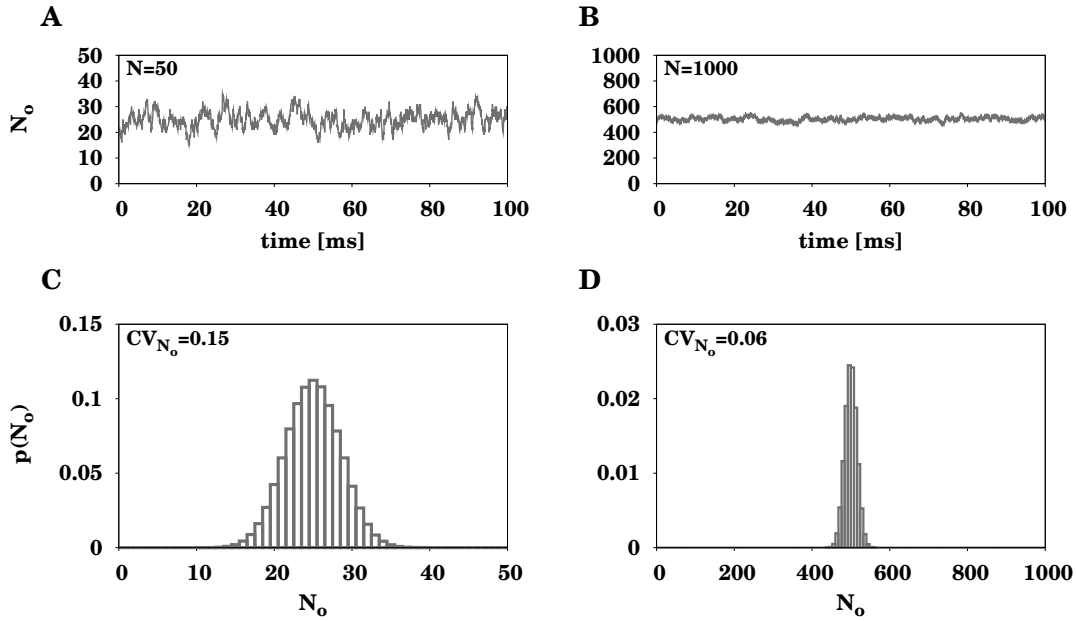 A
50
40
30
20
10
0
N=50
Nₒ
0 20 40 60 80 100
time [ms]
B
1000
800
600
400
200
0
N=1000
0 20 40 60 80 100
time [ms]
C
0.15
0.1
0.05
0
CV_Nₒ=0.15
p(Nₒ)
0 10 20 30 40 50
Nₒ
D
0.03
0.02
0.01
0
CV_Nₒ=0.06
0 200 400 600 800 1000
Nₒ